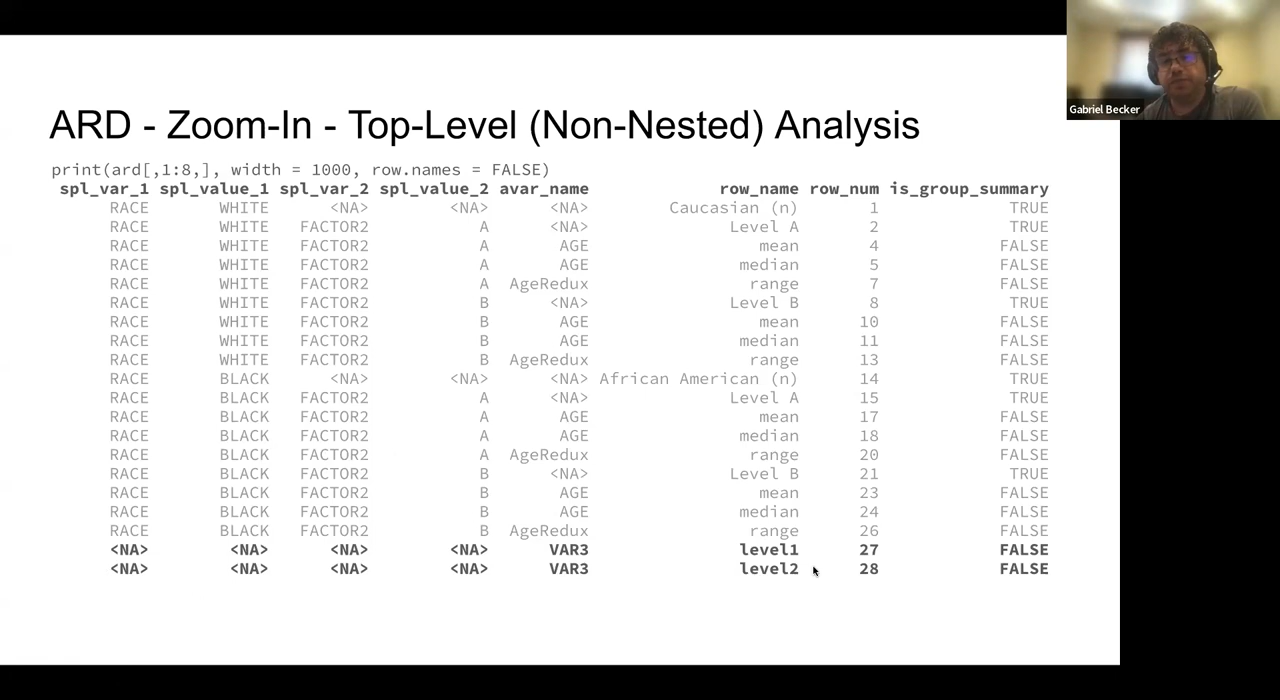 Gabriel Becker
ARD - Zoom-In - Top-Level (Non-Nested) Analysis
print(ard[,1:8,], width = 1000, row.names = FALSE)
spl_var_1 spl_value_1 spl_var_2 spl_value_2 avar_name row_name row_num is_group_summary
RACE WHITE <NA> <NA> <NA> Caucasian (n) 1 TRUE
RACE WHITE FACTOR2 A <NA> Level A 2 TRUE
RACE WHITE FACTOR2 A AGE mean 4 FALSE
RACE WHITE FACTOR2 A AGE median 5 FALSE
RACE WHITE FACTOR2 A AgeRedux range 7 FALSE
RACE WHITE FACTOR2 B <NA> Level B 8 TRUE
RACE WHITE FACTOR2 B AGE mean 10 FALSE
RACE WHITE FACTOR2 B AGE median 11 FALSE
RACE WHITE FACTOR2 B AgeRedux range 13 FALSE
RACE BLACK <NA> <NA> <NA> African American (n) 14 TRUE
RACE BLACK FACTOR2 A <NA> Level A 15 TRUE
RACE BLACK FACTOR2 A AGE mean 17 FALSE
RACE BLACK FACTOR2 A AGE median 18 FALSE
RACE BLACK FACTOR2 A AgeRedux range 20 FALSE
RACE BLACK FACTOR2 B <NA> Level B 21 TRUE
RACE BLACK FACTOR2 B AGE mean 23 FALSE
RACE BLACK FACTOR2 B AGE median 24 FALSE
RACE BLACK FACTOR2 B AgeRedux range 26 FALSE
<NA> <NA> <NA> <NA> VAR3 level1 27 FALSE
<NA> <NA> <NA> <NA> VAR3 level2 28 FALSE